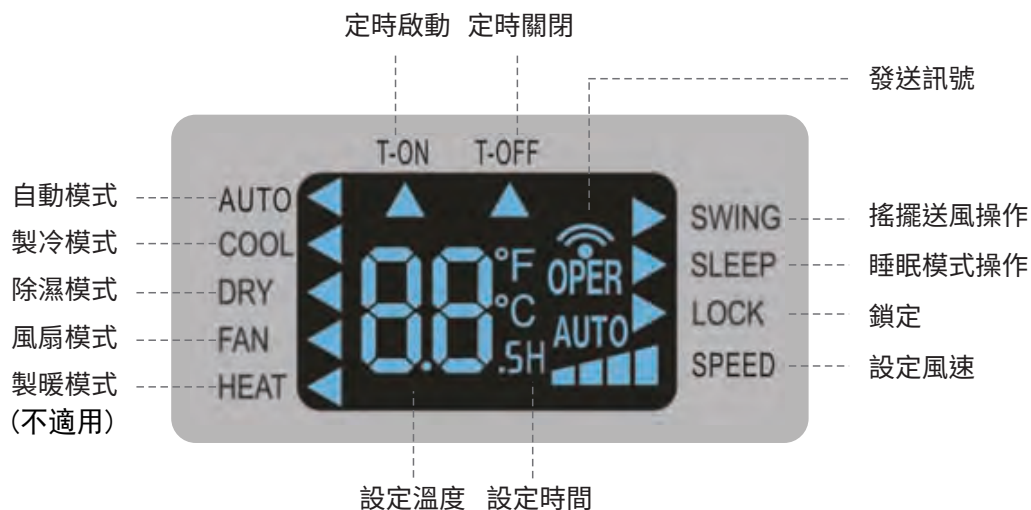 定時啟動 定時關閉
發送訊號
T-ON T-OFF
自動模式 AUTO SWING 搖擺送風操作
製冷模式 COOL °F OPER SLEEP 睡眠模式操作
除濕模式 DRY 88 °C LOCK 鎖定
風扇模式 FAN AUTO SPEED 設定風速
製暖模式 HEAT .5H
(不適用)
設定溫度 設定時間